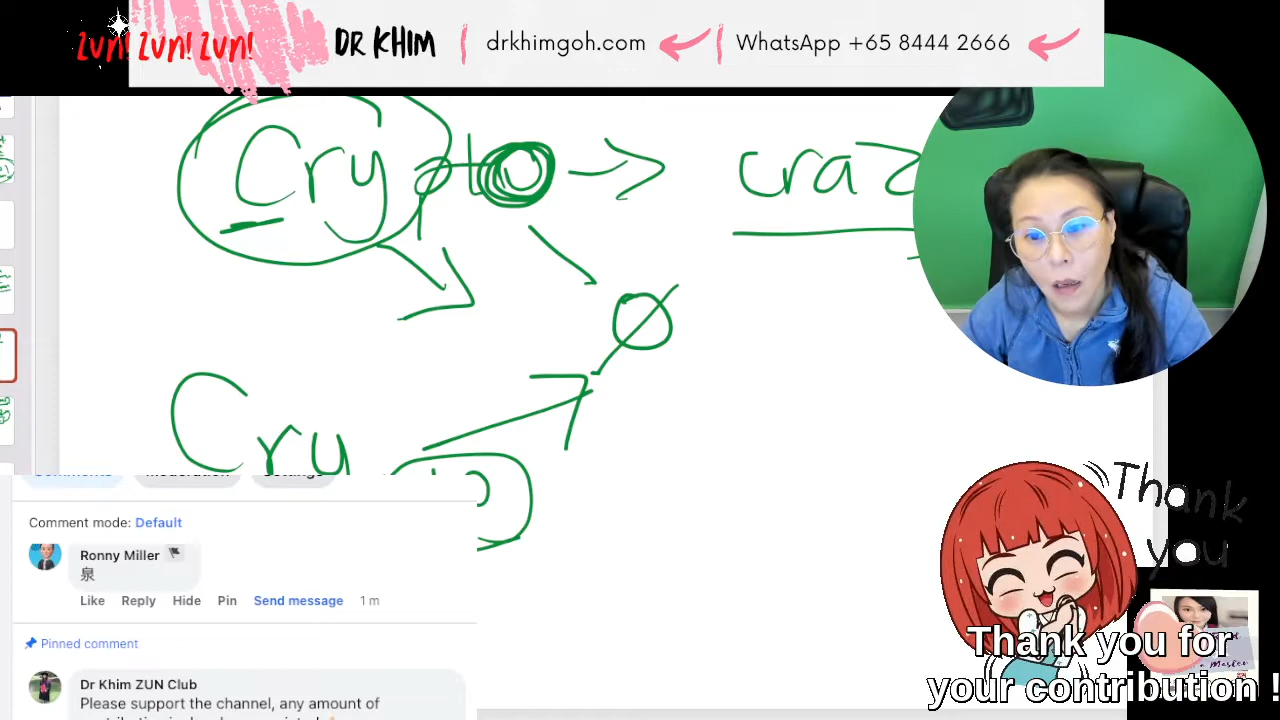 zun! zun! zun! DR KHIM | drkhimgoh.com | WhatsApp +65 8444 2666
Crypto → craz
Ø
Cry
Comment mode: Default
Ronny Miller
泉
Like Reply Hide Pin Send message 1 m
Pinned comment
Dr Khim ZUN Club
Please support the channel, any amount of
Thank
you
Thank you for
your contribution !